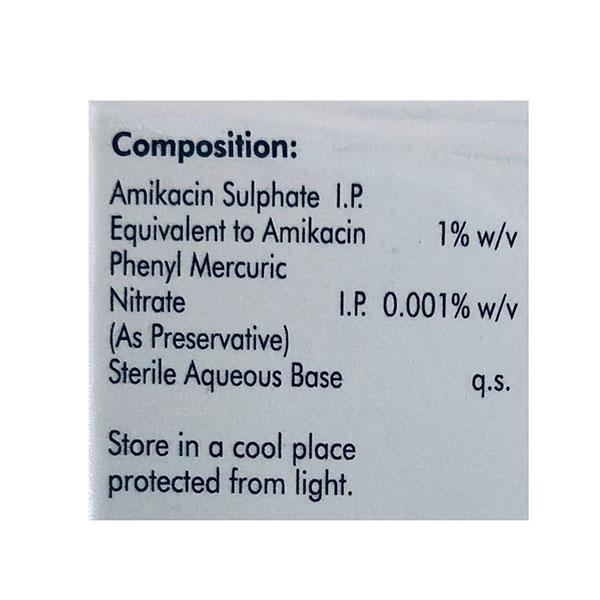 Composition:
Amikacin Sulphate I.P.
Equivalent to Amikacin 1% w/v
Phenyl Mercuric
Nitrate I.P. 0.001% w/v
(As Preservative)
Sterile Aqueous Base q.s.
Store in a cool place
protected from light.